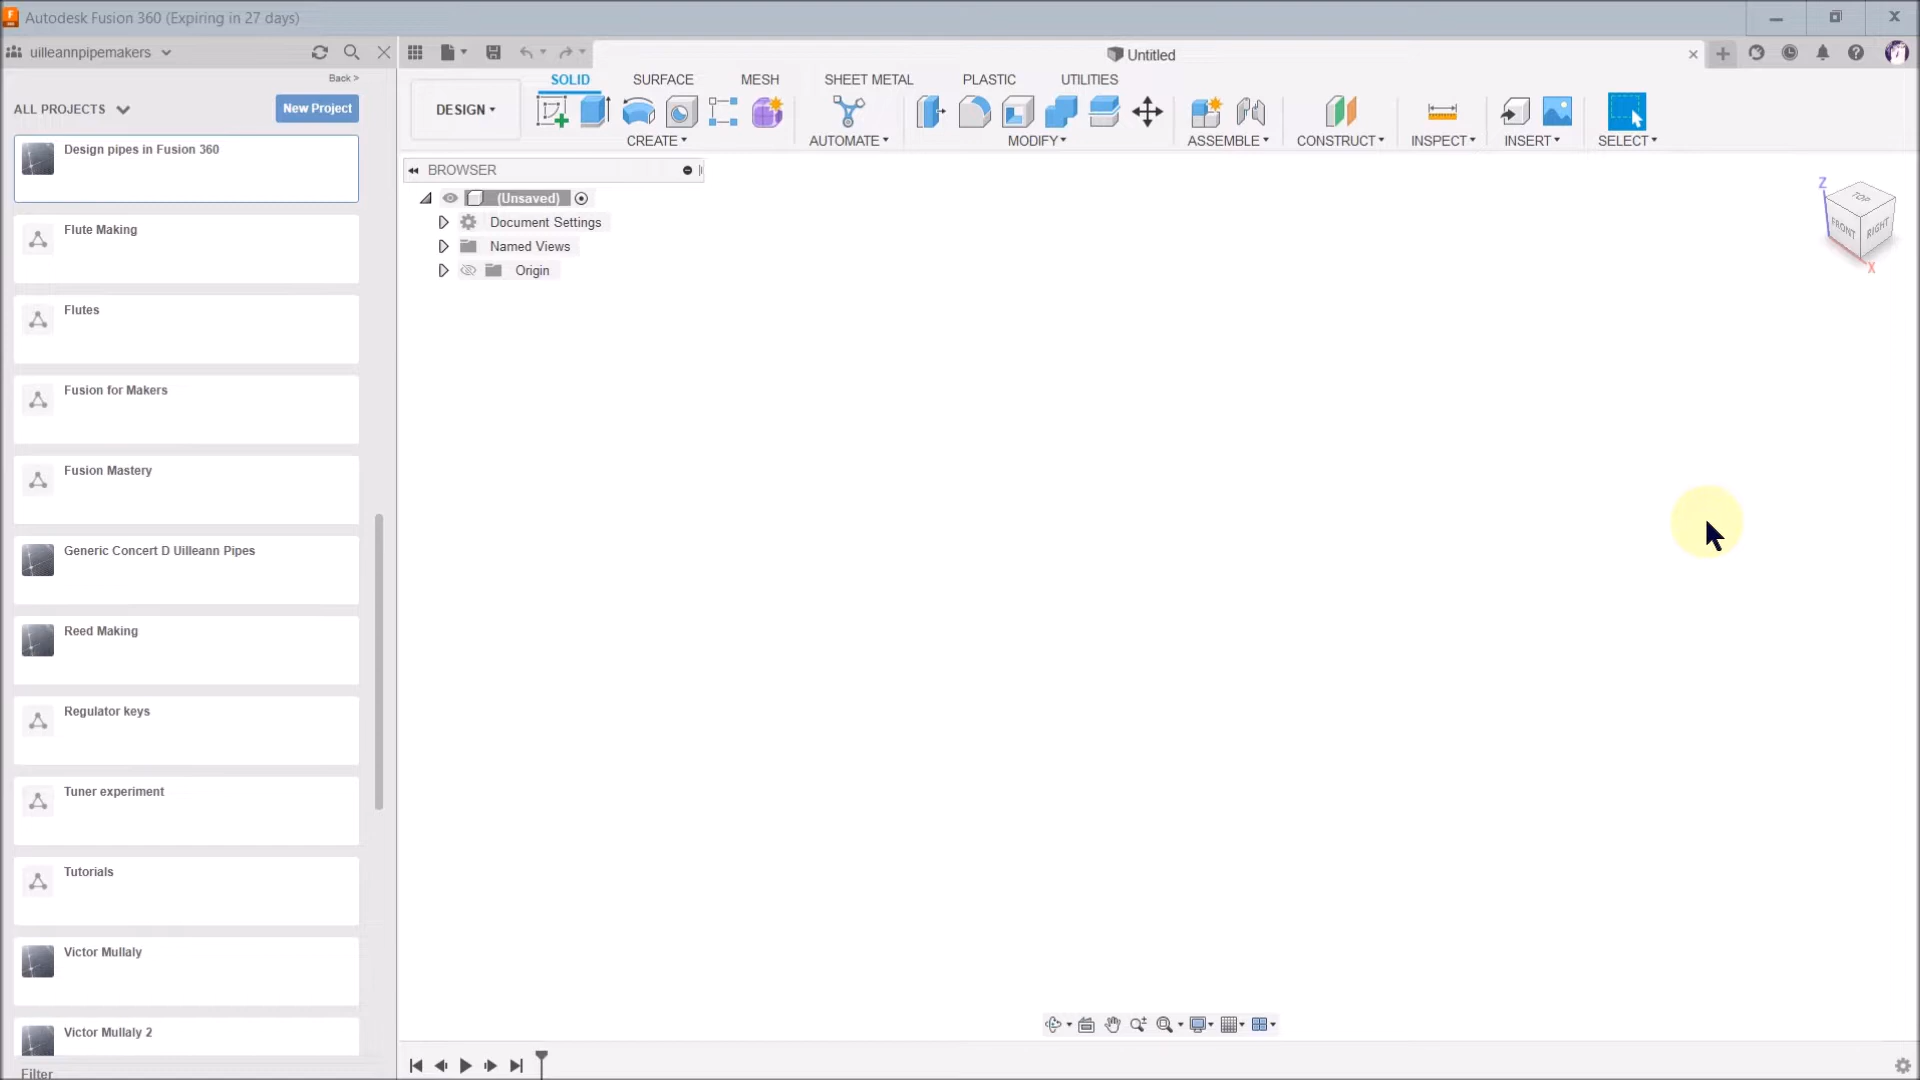 Autodesk Fusion 360 (Expiring in 27 days)
uilleannpipemakers
Untitled
Back >
ALL PROJECTS
New Project
SOLID
SURFACE
MESH
SHEET METAL
PLASTIC
UTILITIES
DESIGN
CREATE
AUTOMATE
MODIFY
ASSEMBLE
CONSTRUCT
INSPECT
INSERT
SELECT
Design pipes in Fusion 360
Flute Making
Flutes
Fusion for Makers
Fusion Mastery
Generic Concert D Uilleann Pipes
Reed Making
Regulator keys
Tuner experiment
Tutorials
Victor Mullaly
Victor Mullaly 2
Filter
BROWSER
(Unsaved)
Document Settings
Named Views
Origin
Z
TOP
FRONT
RIGHT
X